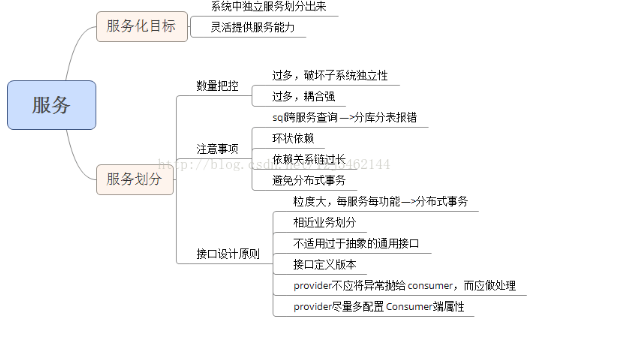 服务
服务化目标
系统中独立服务划分出来
灵活提供服务能力
服务划分
数量把控
过多，破坏子系统独立性
过多，耦合强
注意事项
sql跨服务查询 —>分库分表报错
环状依赖
依赖关系链过长
避免分布式事务
接口设计原则
粒度大，每服务每功能 —>分布式事务
相近业务划分
不适用过于抽象的通用接口
接口定义版本
provider不应将异常抛给 consumer，而应做处理
provider尽量多配置 Consumer端属性